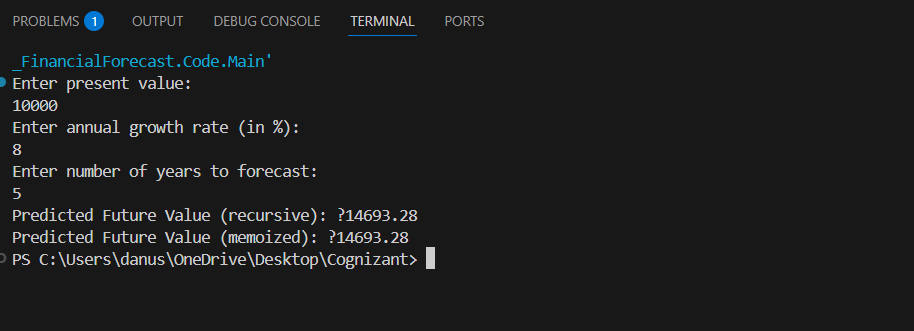 PROBLEMS 1 OUTPUT DEBUG CONSOLE TERMINAL PORTS
_FinancialForecast.Code.Main'
Enter present value:
10000
Enter annual growth rate (in %):
8
Enter number of years to forecast:
5
Predicted Future Value (recursive): ?14693.28
Predicted Future Value (memoized): ?14693.28
PS C:\Users\danus\OneDrive\Desktop\Cognizant>